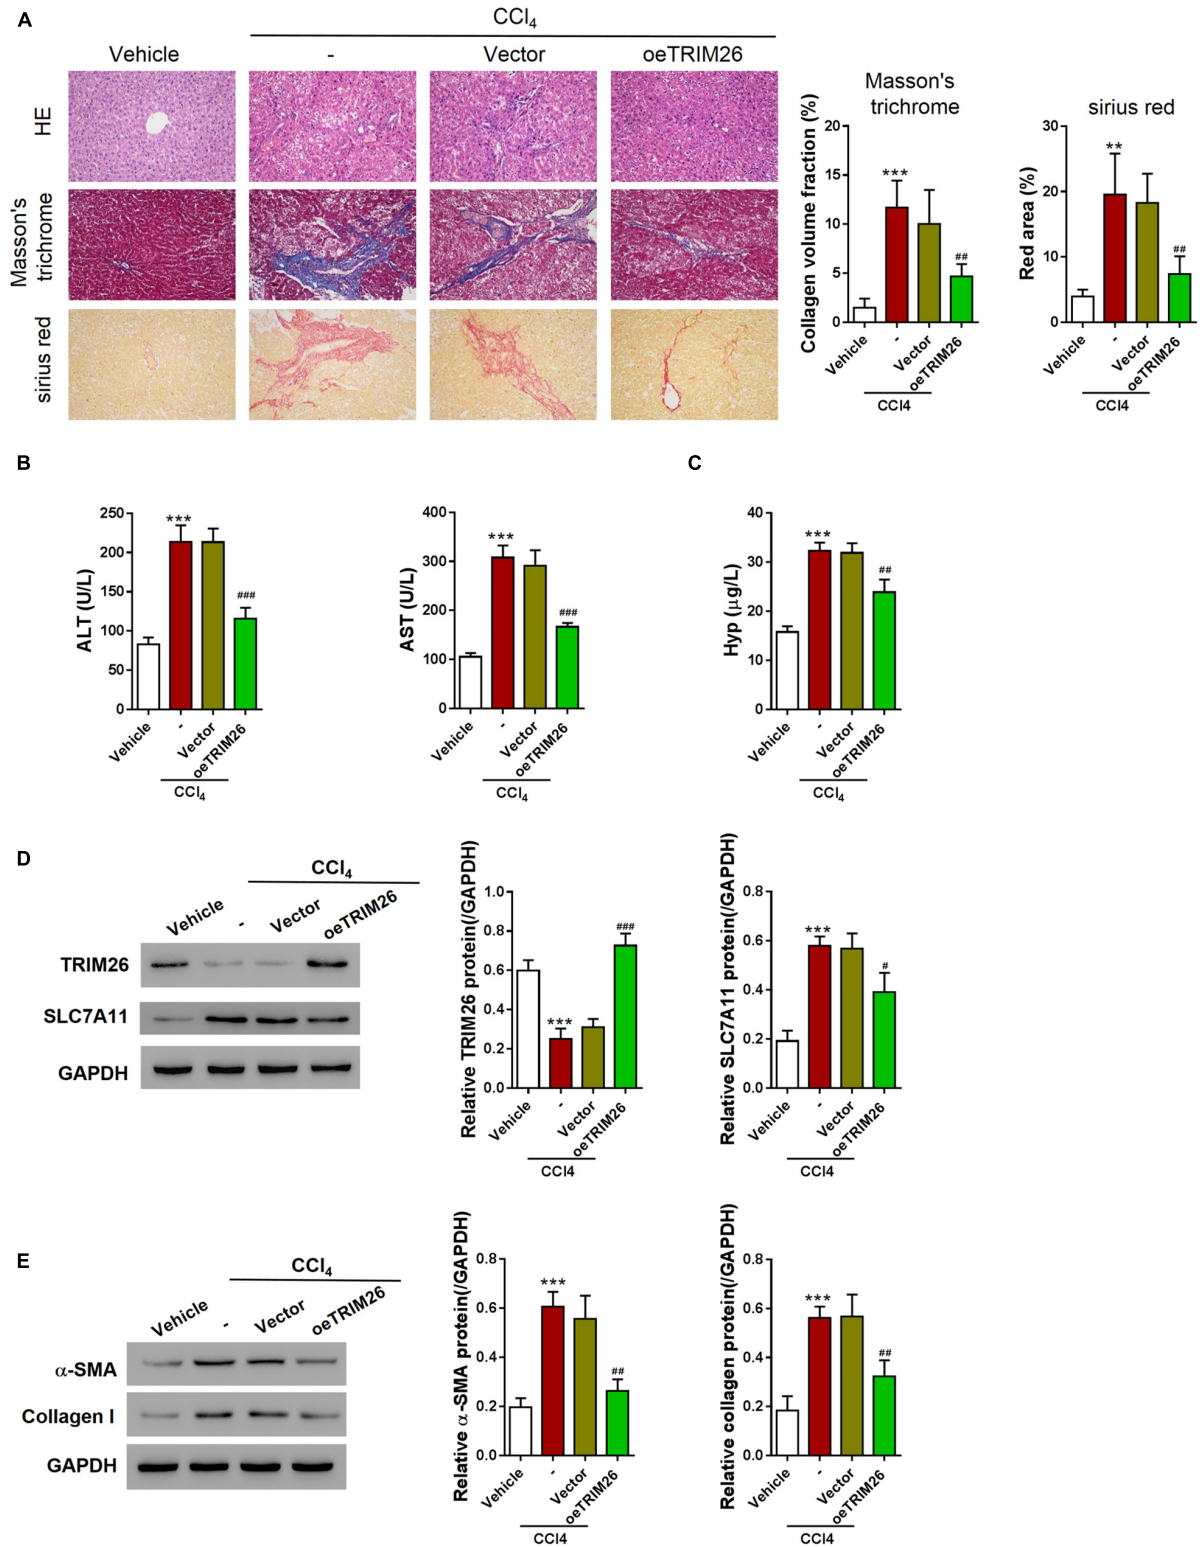 A
CCl4
Vehicle - Vector oeTRIM26
HE
Masson's
trichrome
sirius red
Masson's
trichrome
Collagen volume fraction (%)
20
15
10
5
0
***
##
Vehicle
-
Vector
oeTRIM26
CCl4
sirius red
Red area (%)
30
20
10
0
**
##
Vehicle
-
Vector
oeTRIM26
CCl4
B
ALT (U/L)
250
200
150
100
50
0
***
###
Vehicle
-
Vector
oeTRIM26
CCl4
AST (U/L)
400
300
200
100
0
***
###
Vehicle
-
Vector
oeTRIM26
CCl4
C
Hyp (μg/L)
40
30
20
10
0
***
##
Vehicle
-
Vector
oeTRIM26
CCl4
D
CCl4
Vehicle - Vector oeTRIM26
TRIM26
SLC7A11
GAPDH
Relative TRIM26 protein(/GAPDH)
1.0
0.8
0.6
0.4
0.2
0.0
***
###
Vehicle
-
Vector
oeTRIM26
CCl4
Relative SLC7A11 protein(/GAPDH)
0.8
0.6
0.4
0.2
0.0
***
#
Vehicle
-
Vector
oeTRIM26
CCl4
E
CCl4
Vehicle - Vector oeTRIM26
α-SMA
Collagen I
GAPDH
Relative α-SMA protein(/GAPDH)
0.8
0.6
0.4
0.2
0.0
***
##
Vehicle
-
Vector
oeTRIM26
CCl4
Relative collagen protein(/GAPDH)
0.8
0.6
0.4
0.2
0.0
***
##
Vehicle
-
Vector
oeTRIM26
CCl4